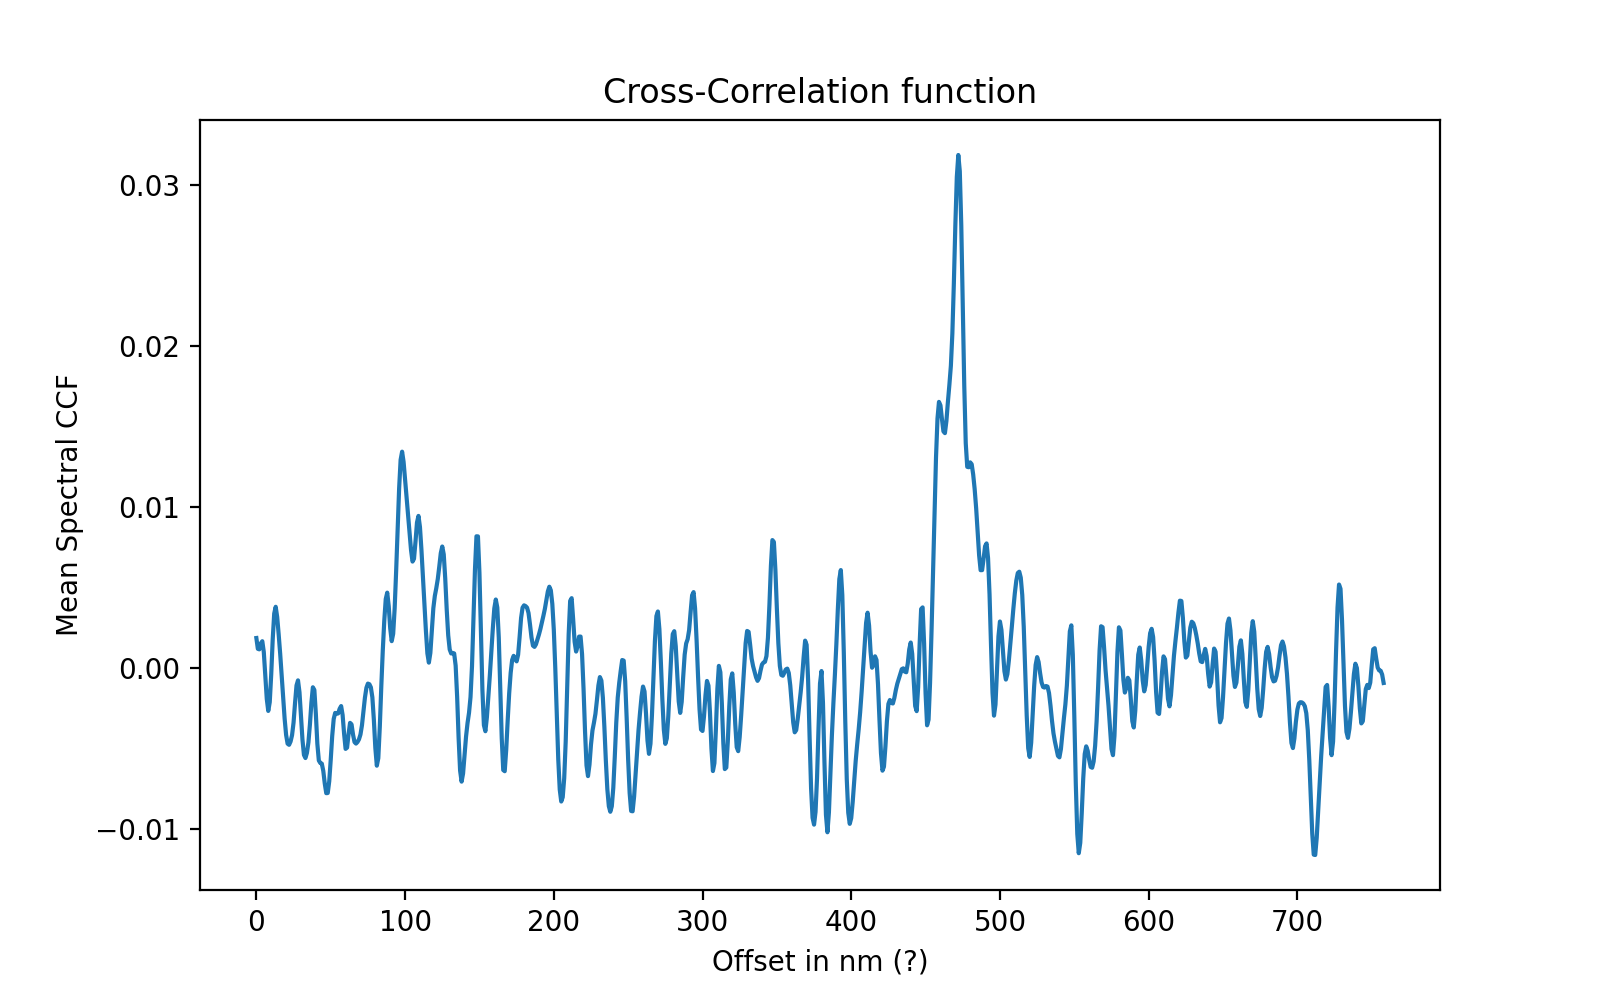 Cross-Correlation function
0.03
0.02
0.01
0.00
−0.01
Mean Spectral CCF
0 100 200 300 400 500 600 700
Offset in nm (?)